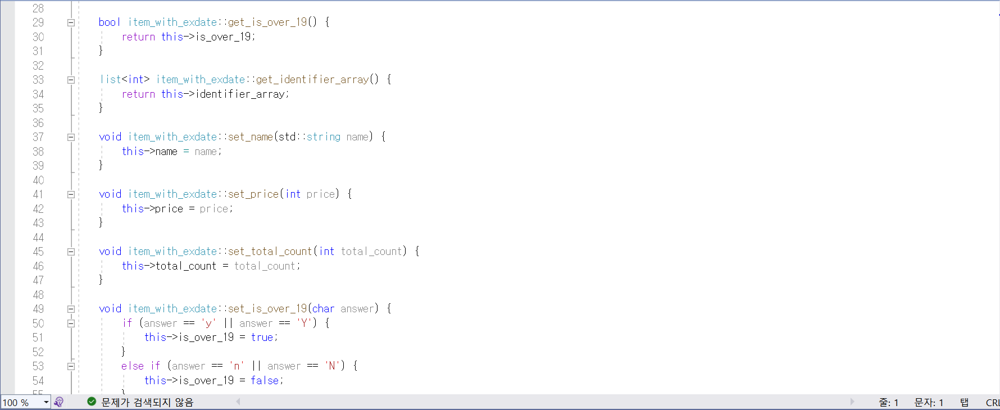 28
29 bool item_with_exdate::get_is_over_19() {
30 return this->is_over_19;
31 }
32
33 list<int> item_with_exdate::get_identifier_array() {
34 return this->identifier_array;
35 }
36
37 void item_with_exdate::set_name(std::string name) {
38 this->name = name;
39 }
40
41 void item_with_exdate::set_price(int price) {
42 this->price = price;
43 }
44
45 void item_with_exdate::set_total_count(int total_count) {
46 this->total_count = total_count;
47 }
48
49 void item_with_exdate::set_is_over_19(char answer) {
50 if (answer == 'y' || answer == 'Y') {
51 this->is_over_19 = true;
52 }
53 else if (answer == 'n' || answer == 'N') {
54 this->is_over_19 = false;
55 }
100 % 문제가 검색되지 않음 줄: 1 문자: 1 탭 CRL